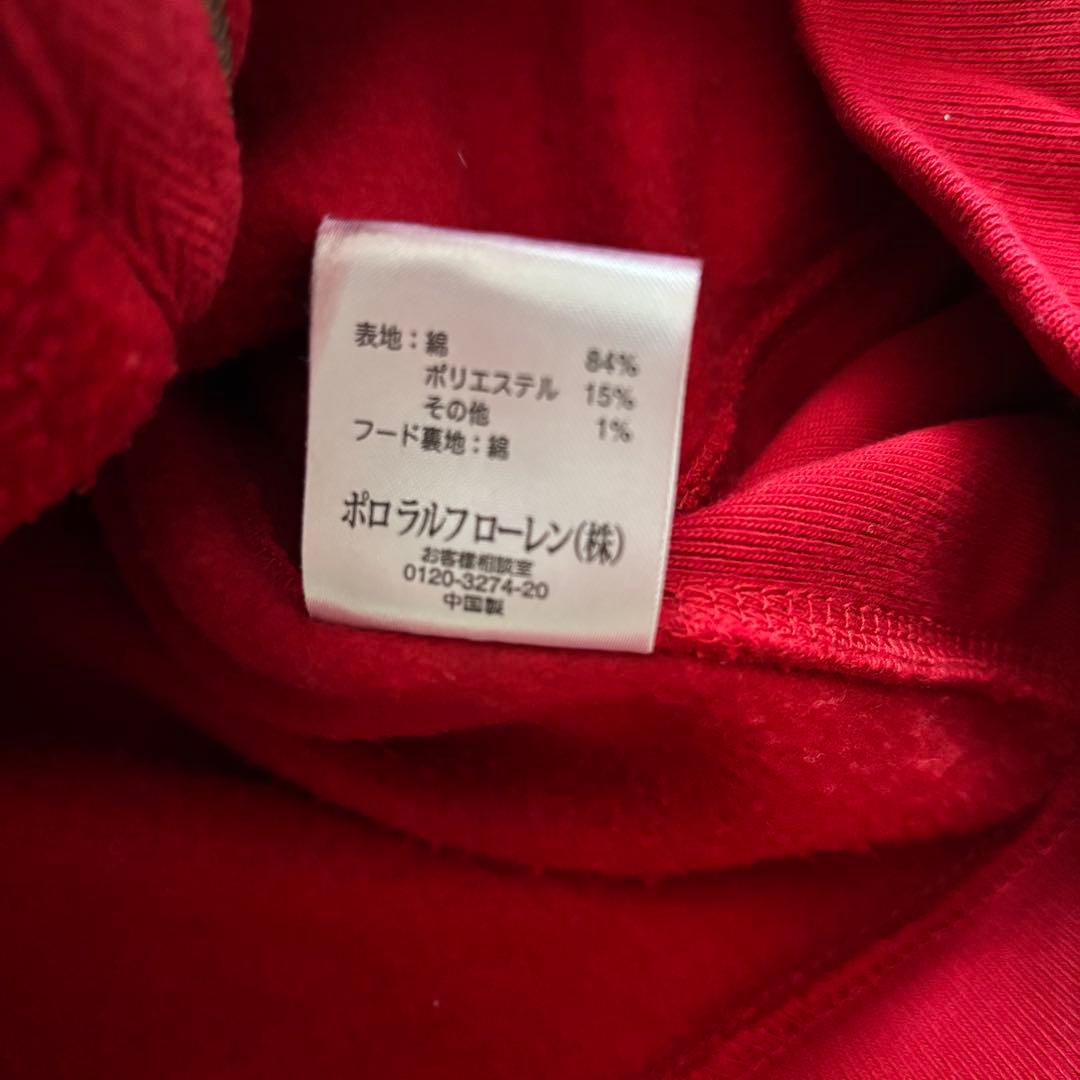 表地：綿 84%
ポリエステル 15%
その他 1%
フード裏地：綿
ポロ ラルフ ローレン(株)
お客様相談室
0120-3274-20
中国製